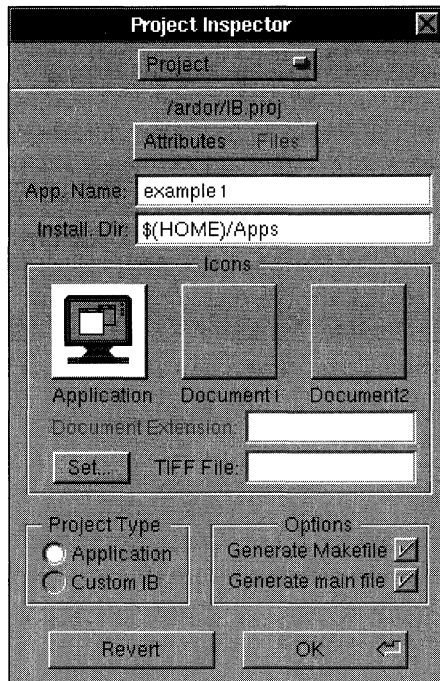 Project Inspector
Project
/ardor/IB.proj
Attributes Files
App. Name: example1
Install. Dir: $(HOME)/Apps
Icons
Application Document1 Document2
Document Extension:
Set... TIFF File:
Project Type
Application
Custom IB
Options
Generate Makefile
Generate main file
Revert OK